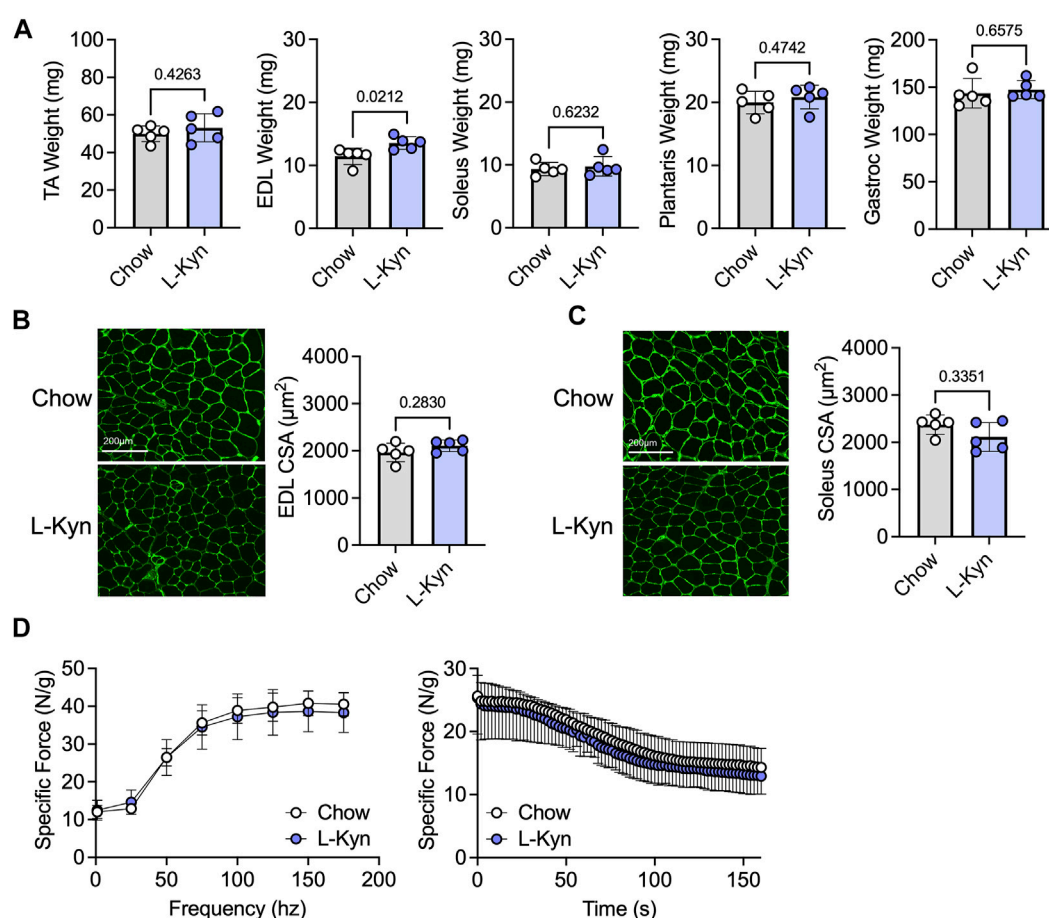 A
TA Weight (mg)
100
80
60
40
20
0
0.4263
Chow
L-Kyn
EDL Weight (mg)
30
20
10
0
0.0212
Chow
L-Kyn
Soleus Weight (mg)
30
20
10
0
0.6232
Chow
L-Kyn
Plantaris Weight (mg)
30
20
10
0
0.4742
Chow
L-Kyn
Gastroc Weight (mg)
200
150
100
50
0
0.6575
Chow
L-Kyn
B
Chow
200µm
L-Kyn
EDL CSA (µm²)
4000
3000
2000
1000
0
0.2830
Chow
L-Kyn
C
Chow
200µm
L-Kyn
Soleus CSA (µm²)
4000
3000
2000
1000
0
0.3351
Chow
L-Kyn
D
Specific Force (N/g)
50
40
30
20
10
0
Chow
L-Kyn
0 50 100 150 200
Frequency (hz)
Specific Force (N/g)
30
20
10
0
Chow
L-Kyn
0 50 100 150
Time (s)